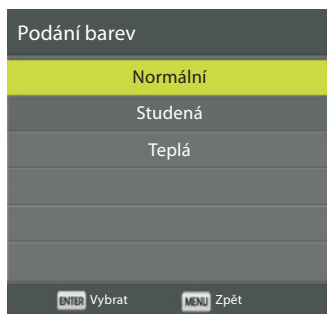 Podání barev
Normální
Studená
Teplá
ENTER Vybrat MENU Zpět